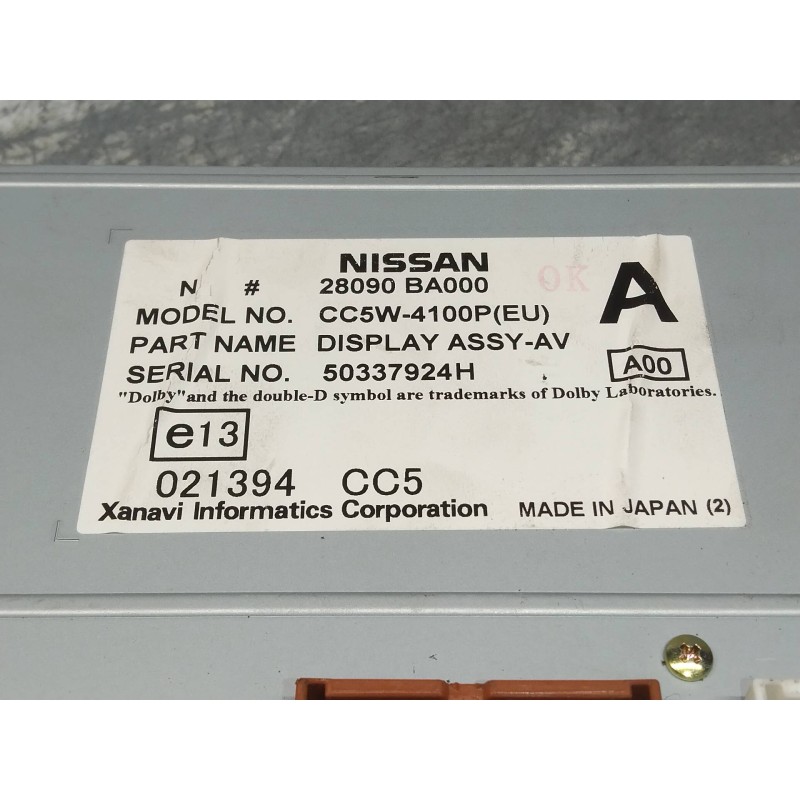 NISSAN
OK
A
N #
28090 BA000
MODEL NO. CC5W-4100P(EU)
PART NAME DISPLAY ASSY-AV
SERIAL NO. 50337924H
A00
"Dolby"and the double-D symbol are trademarks of Dolby Laboratories.
e13
021394 CC5
Xanavi Informatics Corporation MADE IN JAPAN (2)